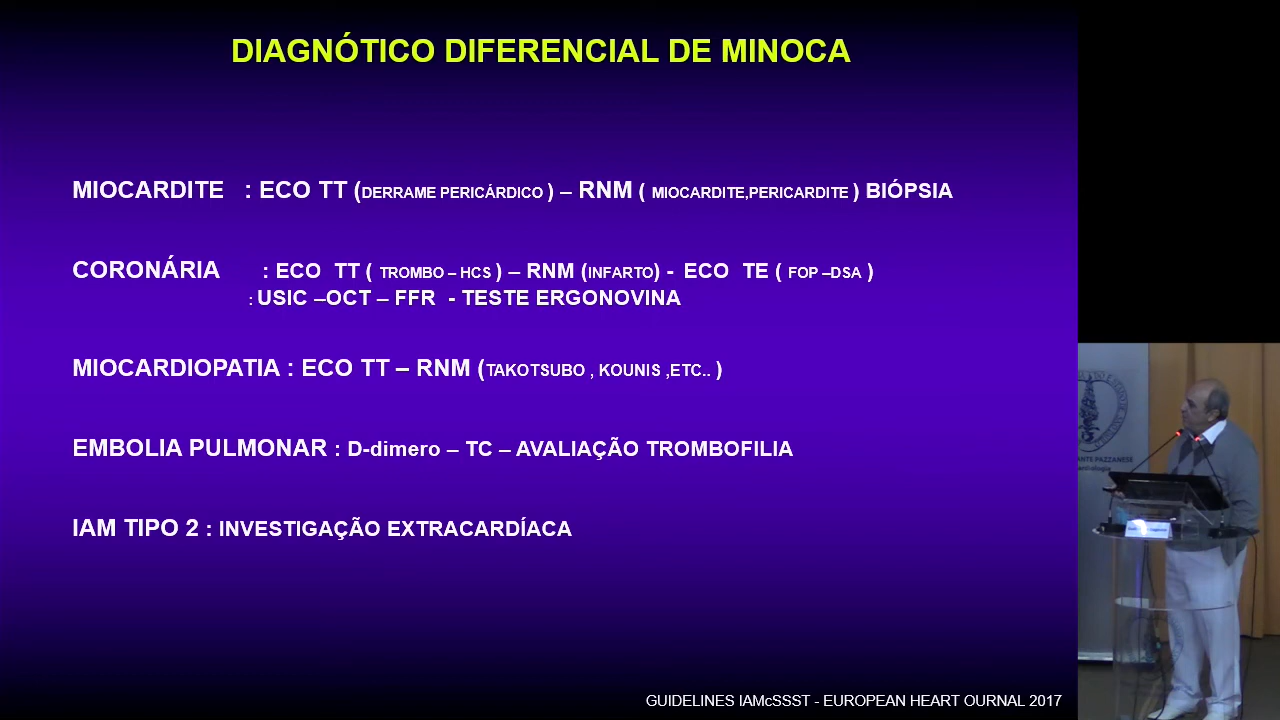 DIAGNÓTICO DIFERENCIAL DE MINOCA
MIOCARDITE : ECO TT (DERRAME PERICÁRDICO ) – RNM ( MIOCARDITE,PERICARDITE ) BIÓPSIA
CORONÁRIA : ECO TT ( TROMBO – HCS ) – RNM (INFARTO) - ECO TE ( FOP –DSA )
: USIC –OCT – FFR - TESTE ERGONOVINA
MIOCARDIOPATIA : ECO TT – RNM (TAKOTSUBO , KOUNIS ,ETC.. )
EMBOLIA PULMONAR : D-dimero – TC – AVALIAÇÃO TROMBOFILIA
IAM TIPO 2 : INVESTIGAÇÃO EXTRACARDÍACA
GUIDELINES IAMcSSST - EUROPEAN HEART OURNAL 2017
ANTE PAZZANESE